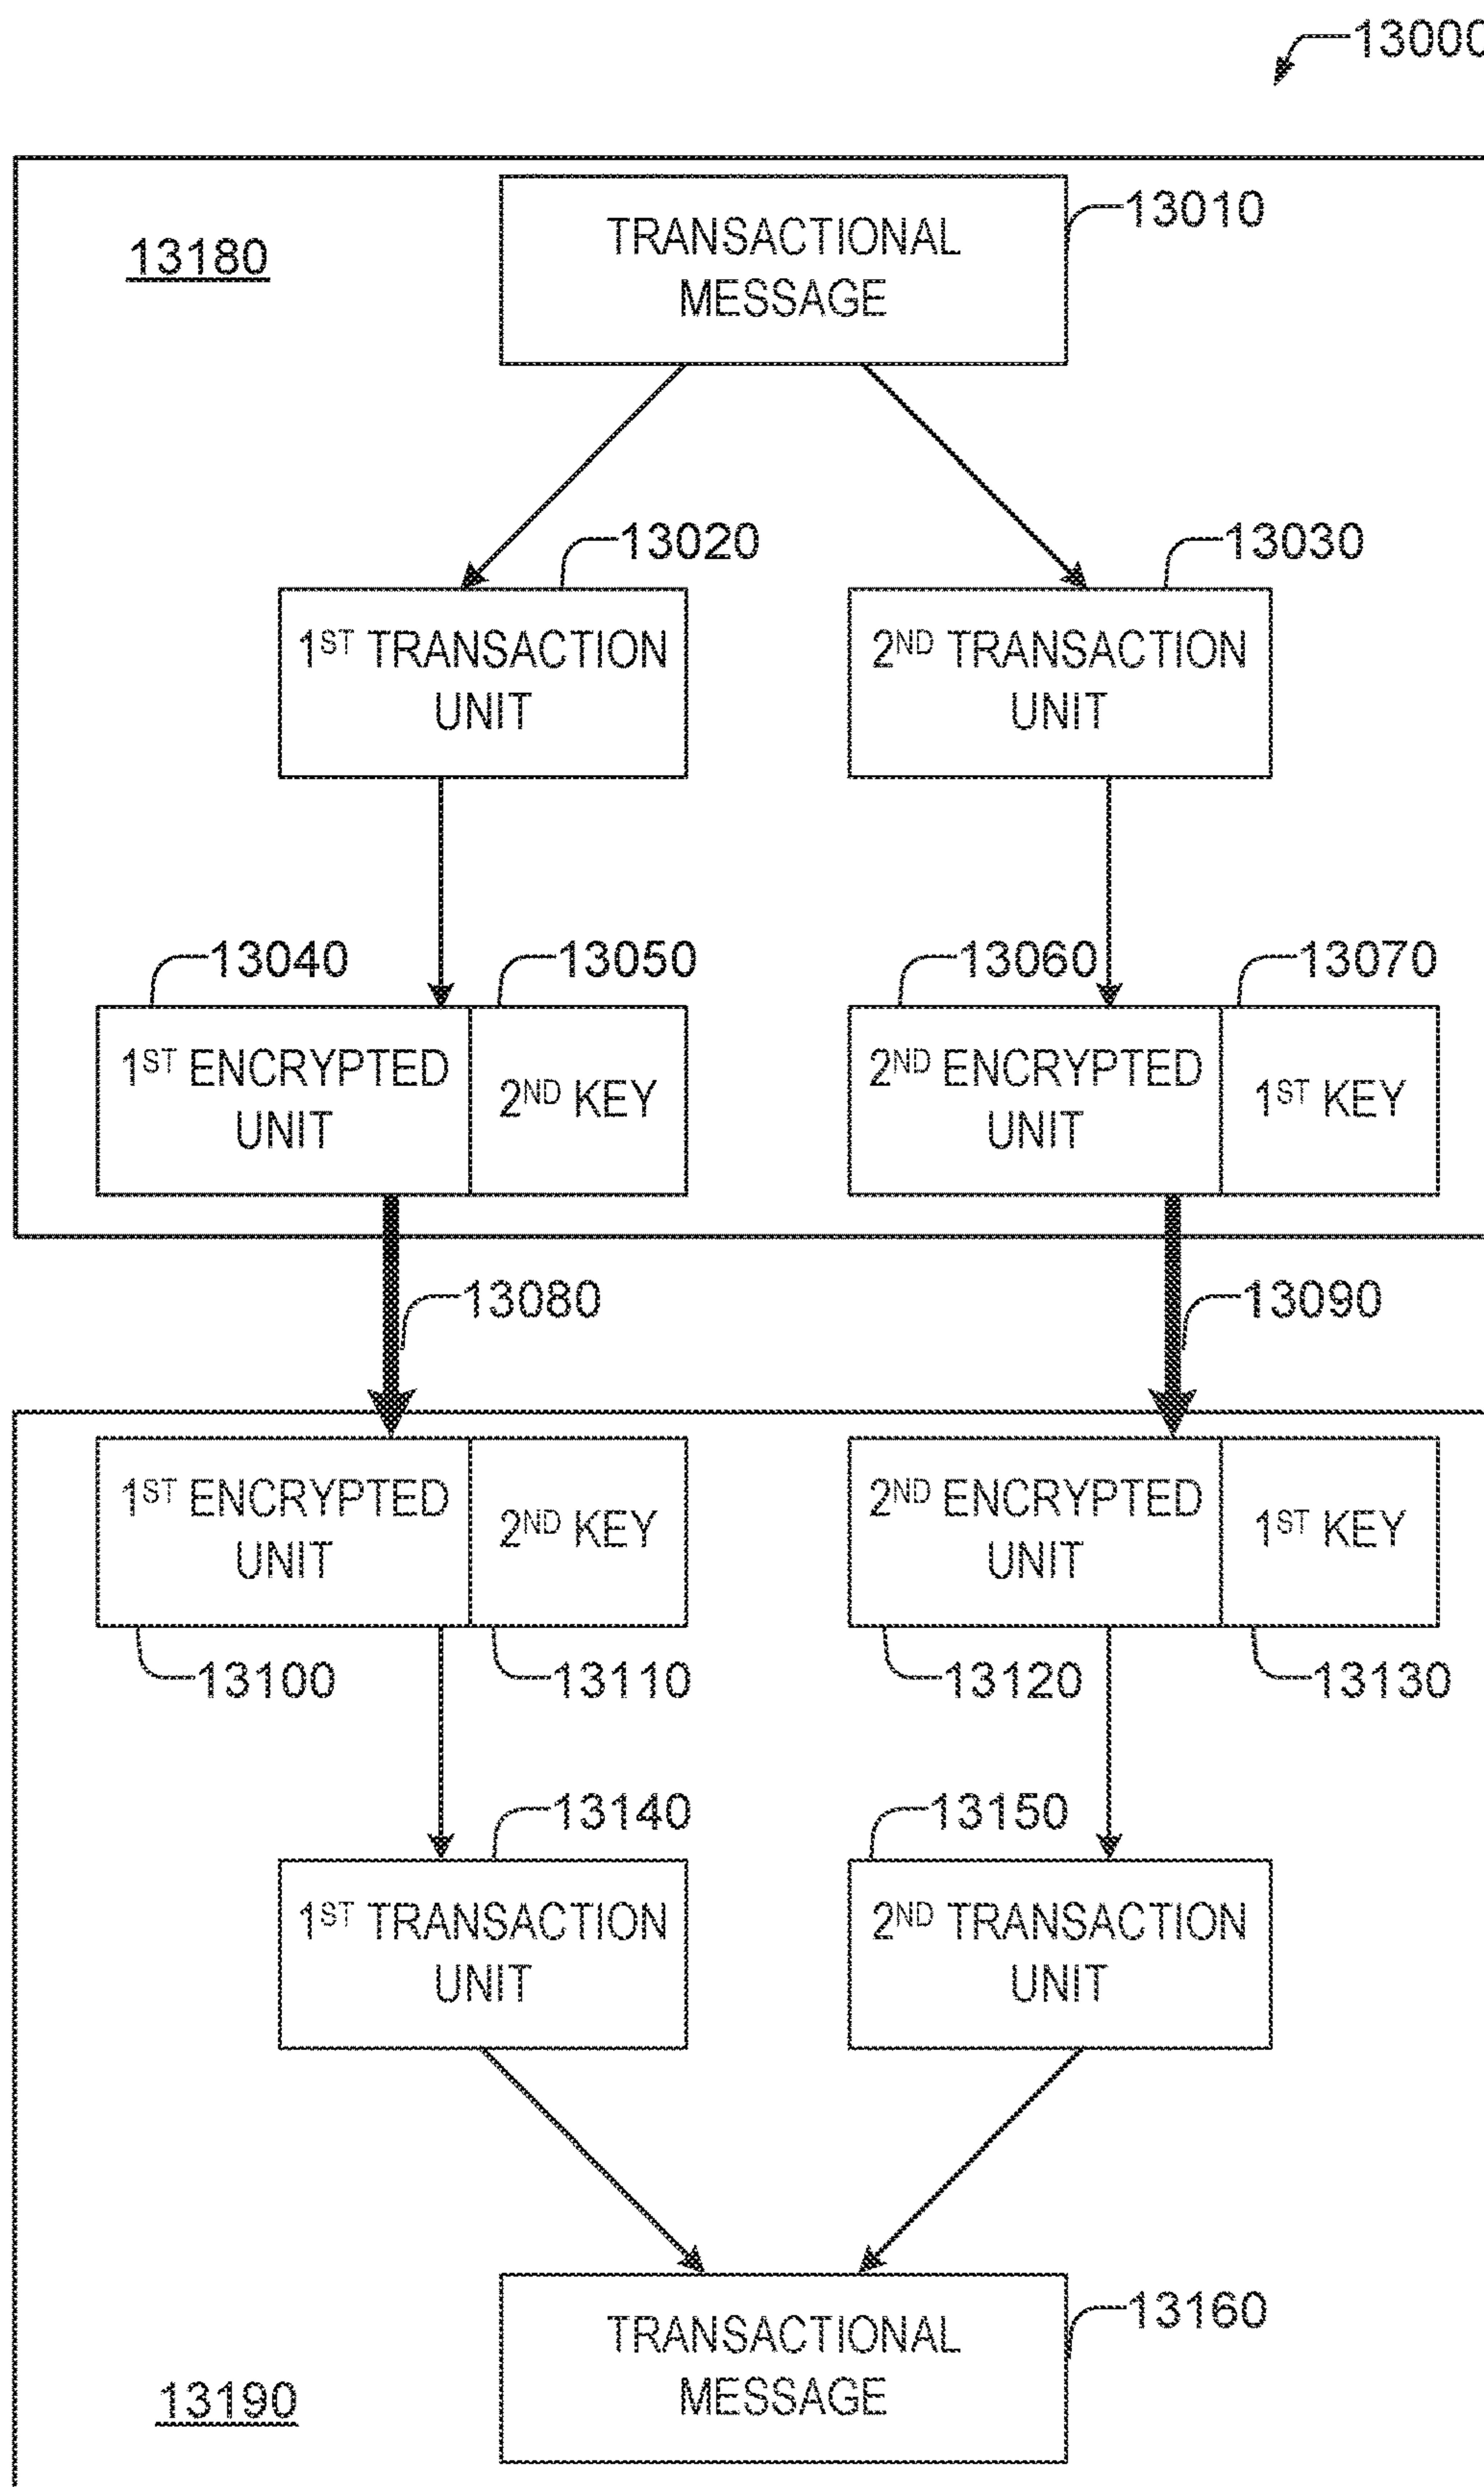 13000
13010
TRANSACTIONAL
MESSAGE
13180
13020
13030
1ST TRANSACTION
UNIT
2ND TRANSACTION
UNIT
13040
13050
13060
13070
1ST ENCRYPTED
UNIT
2ND KEY
2ND ENCRYPTED
UNIT
1ST KEY
13080
13090
1ST ENCRYPTED
UNIT
2ND KEY
2ND ENCRYPTED
UNIT
1ST KEY
13100
13110
13120
13130
13140
13150
1ST TRANSACTION
UNIT
2ND TRANSACTION
UNIT
13160
TRANSACTIONAL
MESSAGE
13190